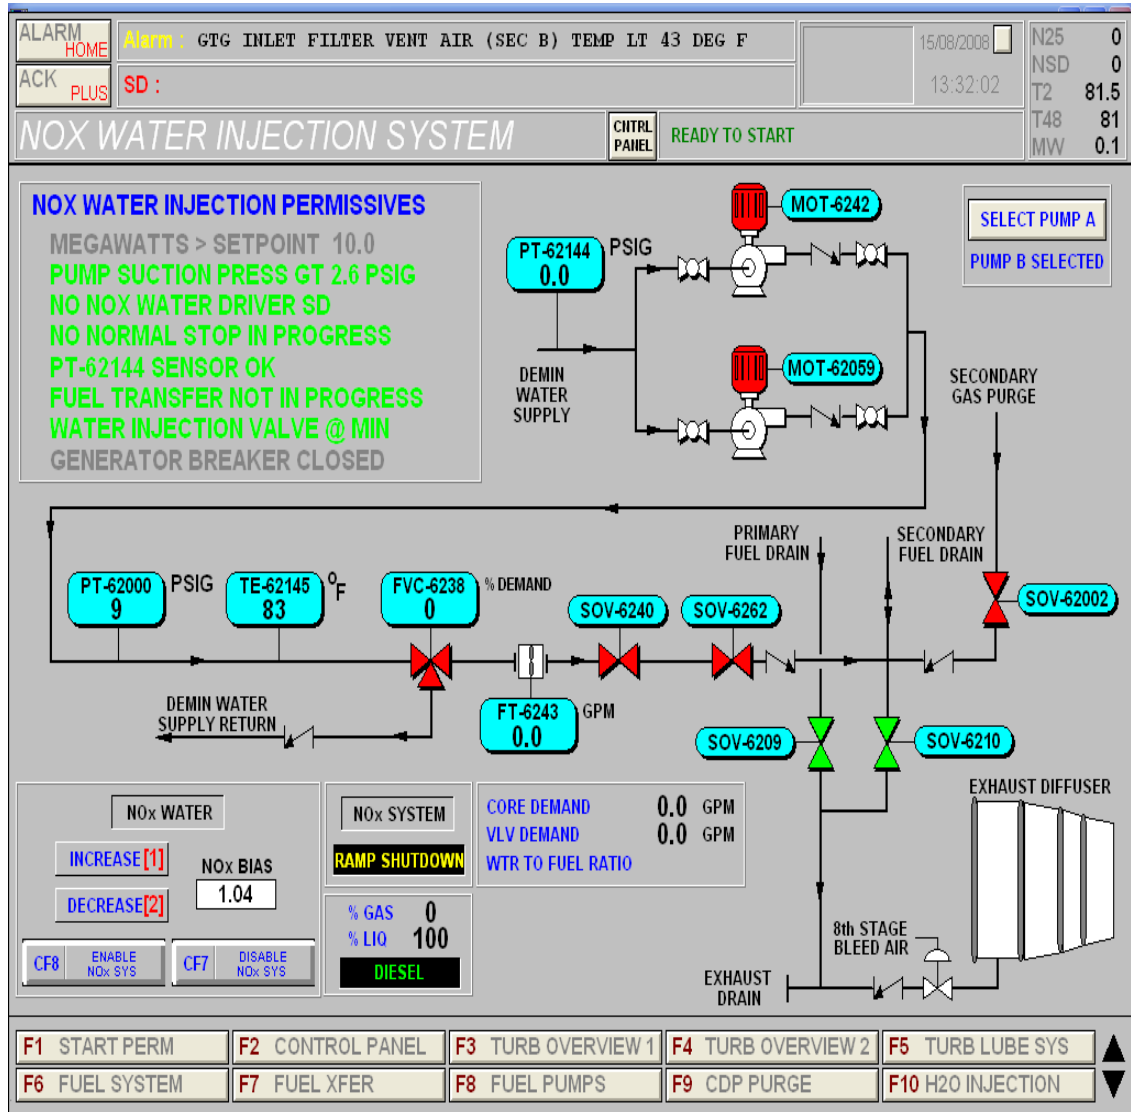 ALARM
HOME
Alarm :
GTG INLET FILTER VENT AIR (SEC B) TEMP LT 43 DEG F
15/08/2008
N25 0
ACK
PLUS
SD :
13:32:02
NSD 0
T2 81.5
NOX WATER INJECTION SYSTEM
CNTRL
PANEL
READY TO START
T48 81
MW 0.1
NOX WATER INJECTION PERMISSIVES
MEGAWATTS > SETPOINT 10.0
PUMP SUCTION PRESS GT 2.6 PSIG
NO NOX WATER DRIVER SD
NO NORMAL STOP IN PROGRESS
PT-62144 SENSOR OK
FUEL TRANSFER NOT IN PROGRESS
WATER INJECTION VALVE @ MIN
GENERATOR BREAKER CLOSED
MOT-6242
PT-62144
0.0
PSIG
SELECT PUMP A
PUMP B SELECTED
MOT-62059
DEMIN
WATER
SUPPLY
SECONDARY
GAS PURGE
PRIMARY
FUEL DRAIN
SECONDARY
FUEL DRAIN
PT-62000
9
PSIG
TE-62145
83
°F
FVC-6238
0
% DEMAND
SOV-6240
SOV-6262
SOV-62002
DEMIN WATER
SUPPLY RETURN
FT-6243
0.0
GPM
SOV-6209
SOV-6210
EXHAUST DIFFUSER
NOx WATER
INCREASE[1]
DECREASE[2]
NOx BIAS
1.04
CF8
ENABLE
NOx SYS
CF7
DISABLE
NOx SYS
NOx SYSTEM
RAMP SHUTDOWN
% GAS 0
% LIQ 100
DIESEL
CORE DEMAND 0.0 GPM
VLV DEMAND 0.0 GPM
WTR TO FUEL RATIO
8th STAGE
BLEED AIR
EXHAUST
DRAIN
F1 START PERM
F2 CONTROL PANEL
F3 TURB OVERVIEW 1
F4 TURB OVERVIEW 2
F5 TURB LUBE SYS
F6 FUEL SYSTEM
F7 FUEL XFER
F8 FUEL PUMPS
F9 CDP PURGE
F10 H2O INJECTION